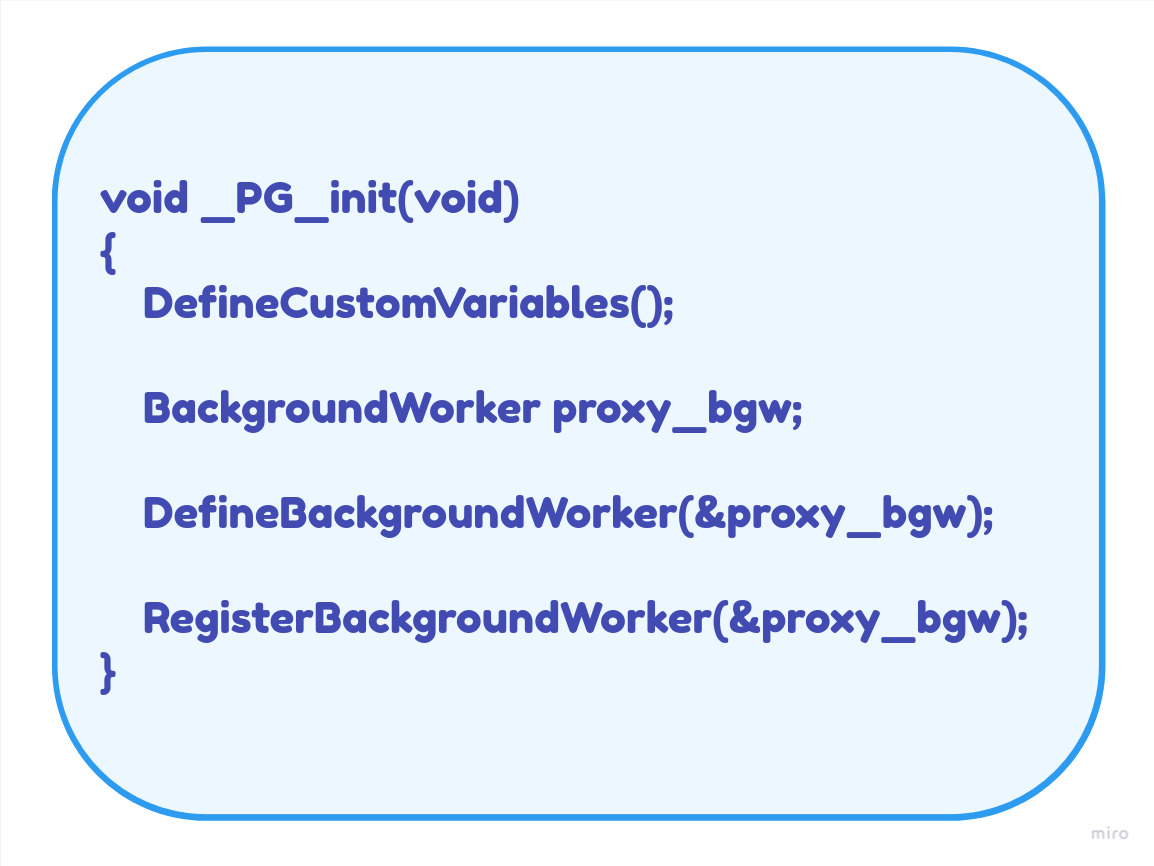 void _PG_init(void)
{
DefineCustomVariables();
BackgroundWorker proxy_bgw;
DefineBackgroundWorker(&proxy_bgw);
RegisterBackgroundWorker(&proxy_bgw);
}
miro